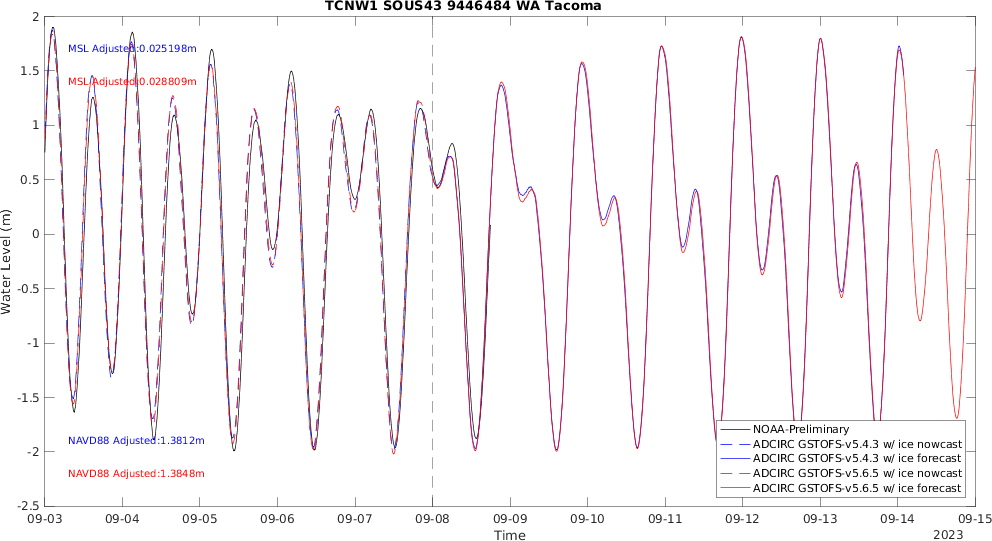 TCNW1 SOUS43 9446484 WA Tacoma
2
1.5
1
0.5
0
-0.5
-1
-1.5
-2
-2.5
Water Level (m)
MSL Adjusted:0.025198m
MSL Adjusted:0.028809m
NAVD88 Adjusted:1.3812m
NAVD88 Adjusted:1.3848m
NOAA-Preliminary
ADCIRC GSTOFS-v5.4.3 w/ ice nowcast
ADCIRC GSTOFS-v5.4.3 w/ ice forecast
ADCIRC GSTOFS-v5.6.5 w/ ice nowcast
ADCIRC GSTOFS-v5.6.5 w/ ice forecast
09-03 09-04 09-05 09-06 09-07 09-08 09-09 09-10 09-11 09-12 09-13 09-14 09-15
Time
2023